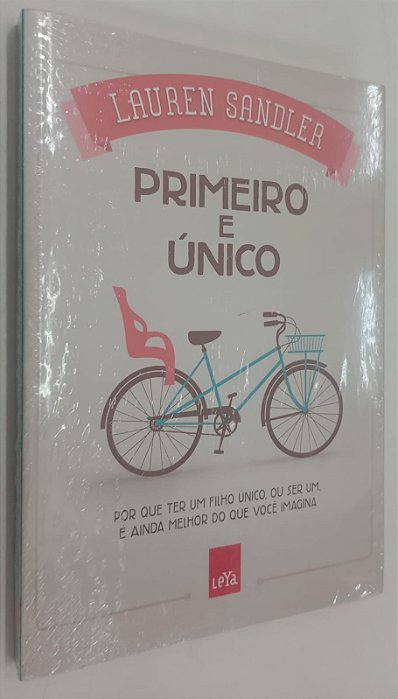 LAUREN SANDLER
PRIMEIRO
E
ÚNICO
POR QUE TER UM FILHO ÚNICO, OU SER UM,
É AINDA MELHOR DO QUE VOCÊ IMAGINA
LeYa